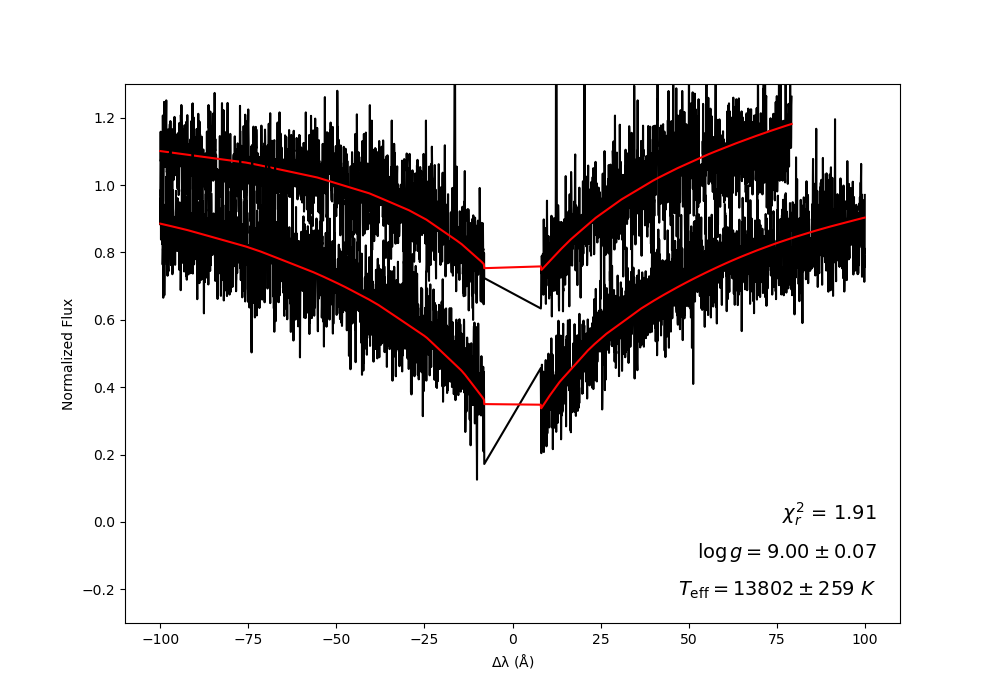 1.2
1.0
0.8
0.6
0.4
0.2
0.0
−0.2
Normalized Flux
χ²ᵣ = 1.91
log g = 9.00 ± 0.07
T_eff = 13802 ± 259 K
−100 −75 −50 −25 0 25 50 75 100
Δλ (Å)